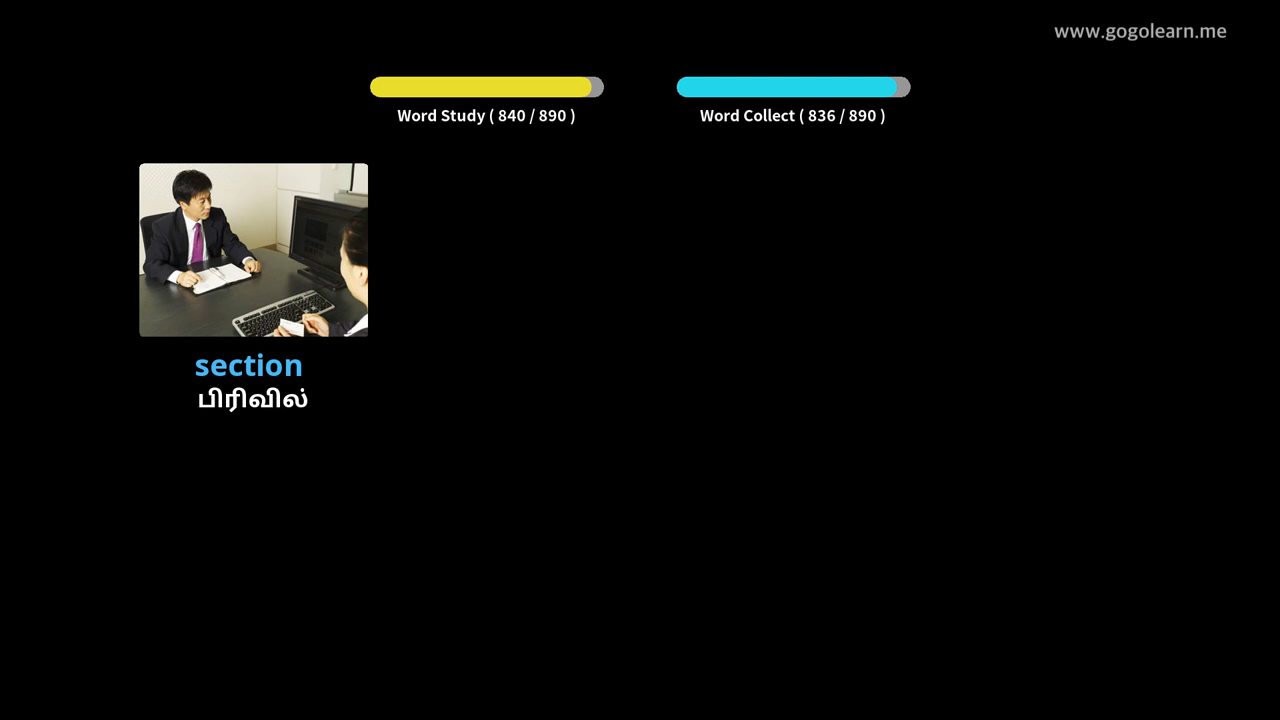 www.gogolearn.me
Word Study ( 840 / 890 )
Word Collect ( 836 / 890 )
section
பிரிவில்